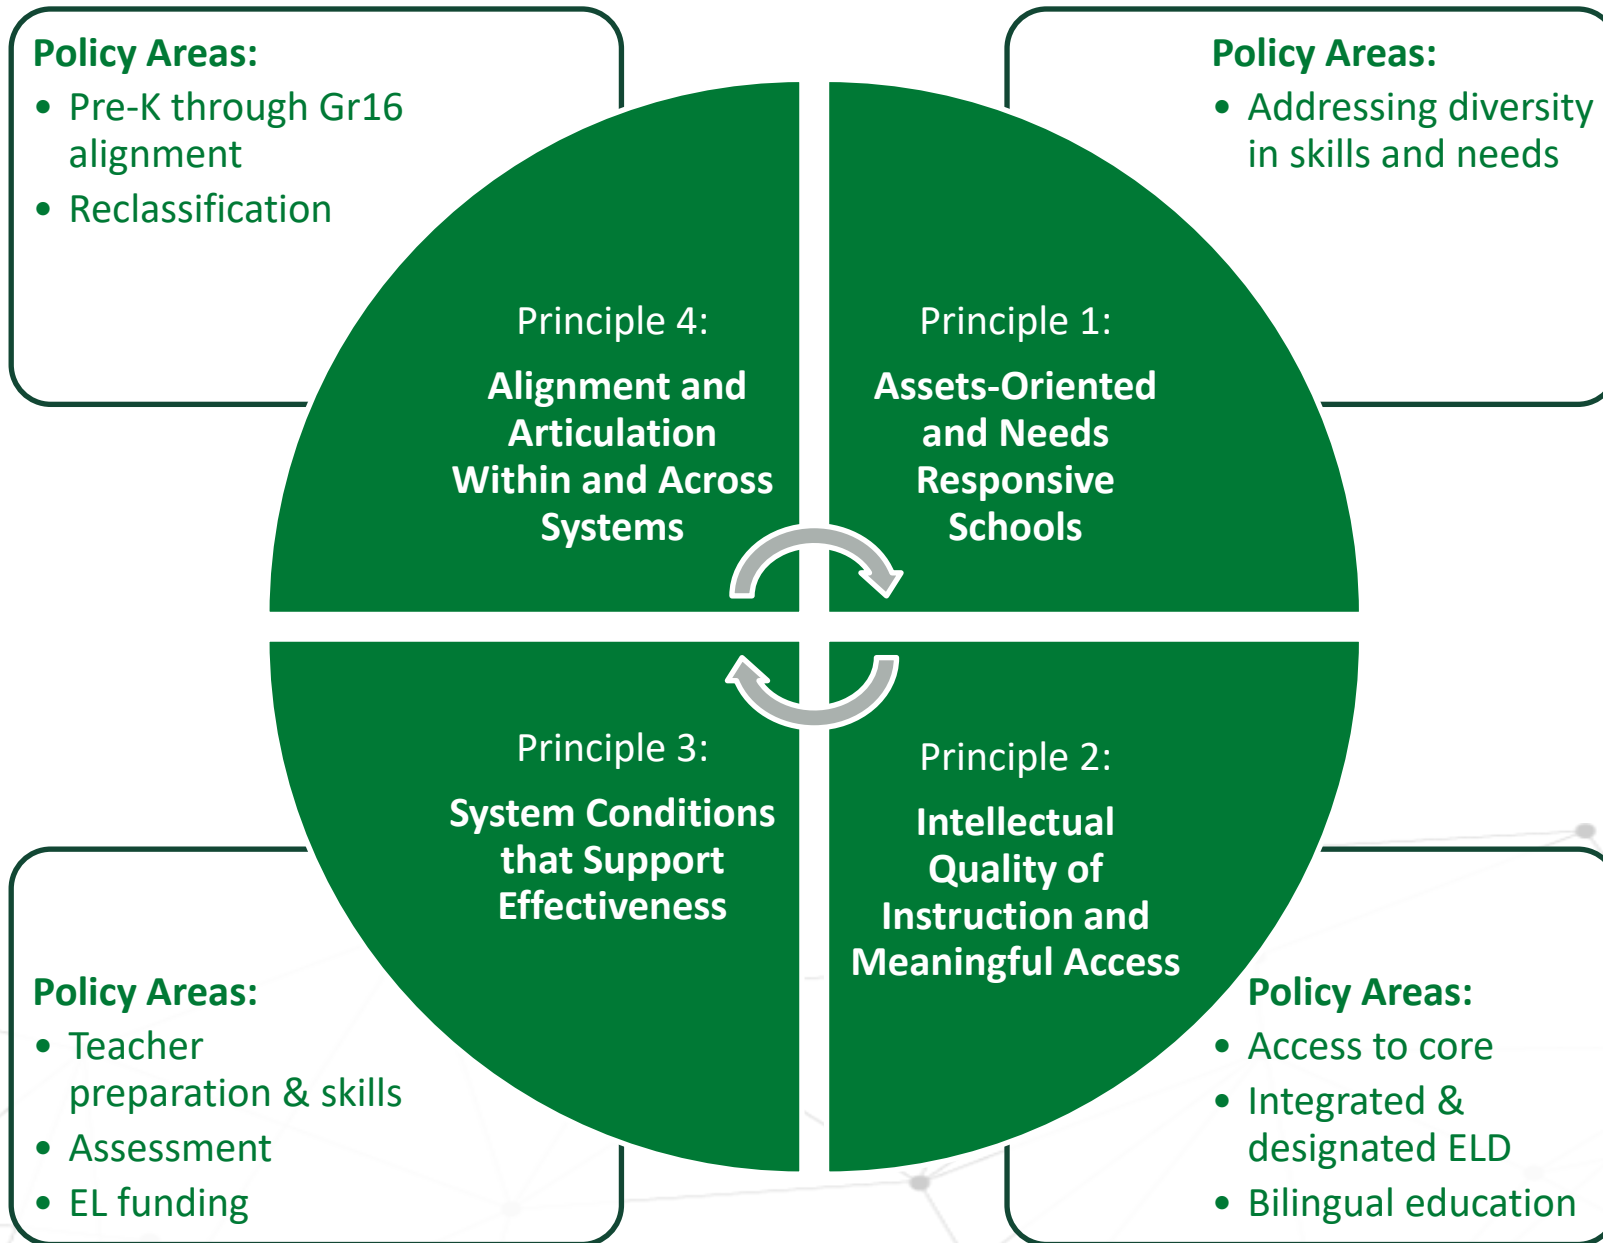 Policy Areas:
• Pre-K through Gr16
alignment
• Reclassification
Policy Areas:
• Addressing diversity
in skills and needs
Principle 4:
Alignment and
Articulation
Within and Across
Systems
Principle 1:
Assets-Oriented
and Needs
Responsive
Schools
Principle 3:
System Conditions
that Support
Effectiveness
Principle 2:
Intellectual
Quality of
Instruction and
Meaningful Access
Policy Areas:
• Teacher
preparation & skills
• Assessment
• EL funding
Policy Areas:
• Access to core
• Integrated &
designated ELD
• Bilingual education